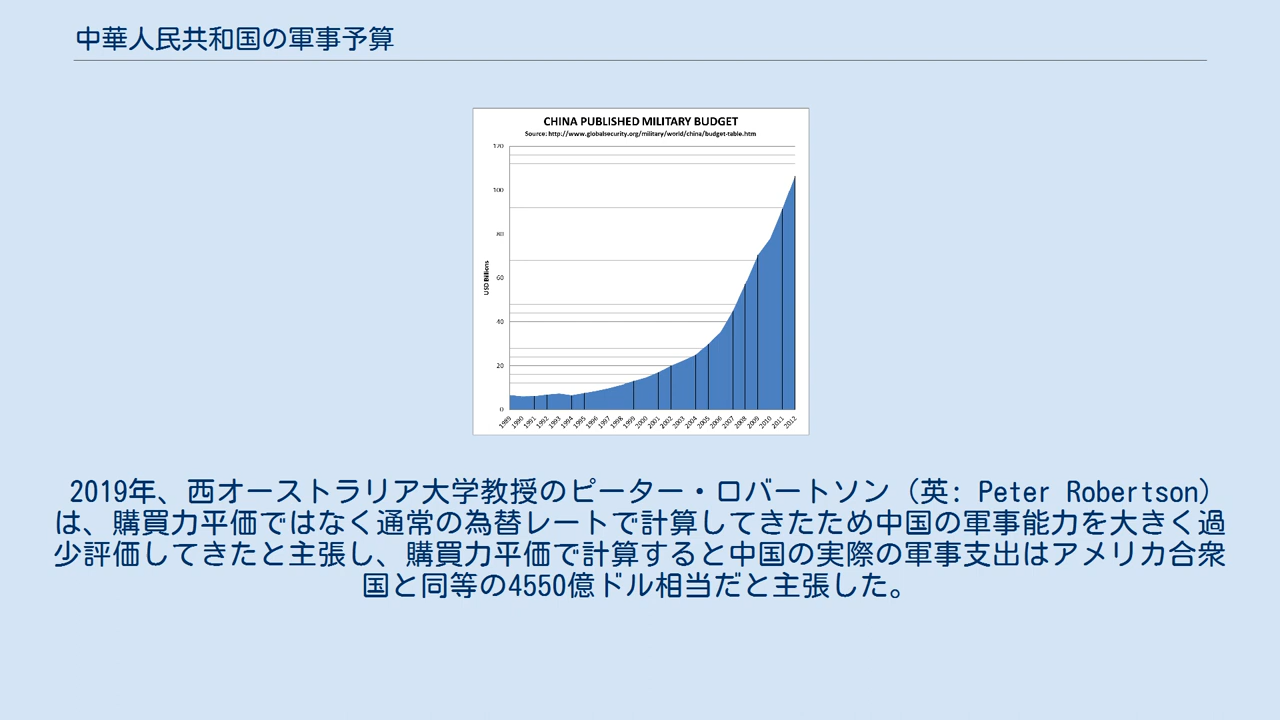 中華人民共和国の軍事予算
CHINA PUBLISHED MILITARY BUDGET
Source: http://www.globalsecurity.org/military/world/china/budget-table.htm
120
100
80
60
40
20
0
USD Billions
1989 1990 1991 1992 1993 1994 1995 1996 1997 1998 1999 2000 2001 2002 2003 2004 2005 2006 2007 2008 2009 2010 2011 2012
2019年、西オーストラリア大学教授のピーター・ロバートソン（英: Peter Robertson）
は、購買力平価ではなく通常の為替レートで計算してきたため中国の軍事能力を大きく過
少評価してきたと主張し、購買力平価で計算すると中国の実際の軍事支出はアメリカ合衆
国と同等の4550億ドル相当だと主張した。